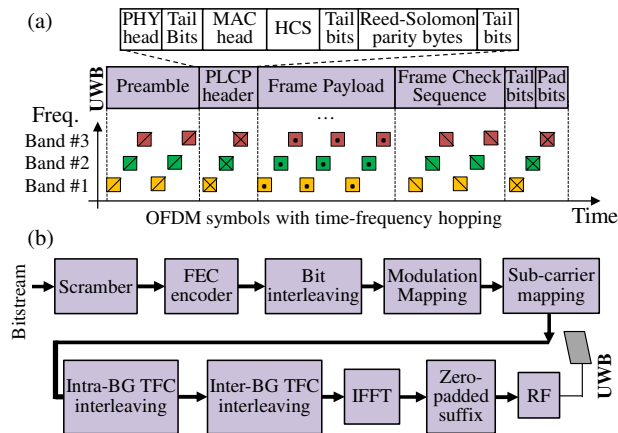 (a)
PHY head
Tail Bits
MAC head
HCS
Tail bits
Reed-Solomon parity bytes
UWB
Preamble
PLCP header
Frame Payload
Frame Check Sequence
Tail bits
Pad bits
...
Freq.
Band #3
Band #2
Band #1
OFDM symbols with time-frequency hopping
Time
(b)
Bitstream
Scramber
FEC encoder
Bit interleaving
Modulation Mapping
Sub-carrier mapping
Intra-BG TFC interleaving
Inter-BG TFC interleaving
IFFT
Zero-padded suffix
RF
UWB